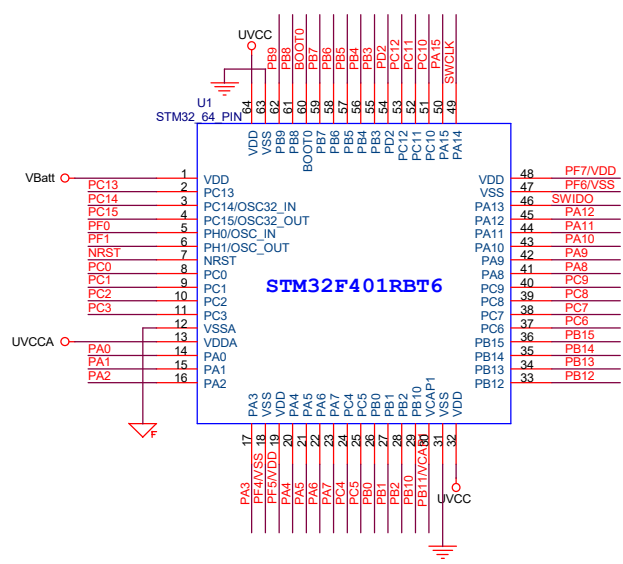 UVCC
PB9
PB8
BOOT0
PB7
PB6
PB5
PB4
PB3
PD2
PC12
PC11
PC10
PA15
SWCLK
U1
STM32_64_PIN
64
63
62
61
60
59
58
57
56
55
54
53
52
51
50
49
VDD
VSS
PB9
PB8
BOOT0
PB7
PB6
PB5
PB4
PB3
PD2
PC12
PC11
PC10
PA15
PA14
VBatt 1 VDD
PC13 2 PC13
PC14 3 PC14/OSC32_IN
PC15 4 PC15/OSC32_OUT
PF0 5 PH0/OSC_IN
PF1 6 PH1/OSC_OUT
NRST 7 NRST
PC0 8 PC0
PC1 9 PC1
PC2 10 PC2
PC3 11 PC3
12 VSSA
UVCCA 13 VDDA
PA0 14 PA0
PA1 15 PA1
PA2 16 PA2
F
STM32F401RBT6
VDD 48 PF7/VDD
VSS 47 PF6/VSS
PA13 46 SWIDO
PA12 45 PA12
PA11 44 PA11
PA10 43 PA10
PA9 42 PA9
PA8 41 PA8
PC9 40 PC9
PC8 39 PC8
PC7 38 PC7
PC6 37 PC6
PB15 36 PB15
PB14 35 PB14
PB13 34 PB13
PB12 33 PB12
PA3
VSS
VDD
PA4
PA5
PA6
PA7
PC4
PC5
PB0
PB1
PB2
PB10
VCAP1
VSS
VDD
17
18
19
20
21
22
23
24
25
26
27
28
29
30
31
32
PA3
PF4/VSS
PF5/VDD
PA4
PA5
PA6
PA7
PC4
PC5
PB0
PB1
PB2
PB10
PB11/VCAP
UVCC